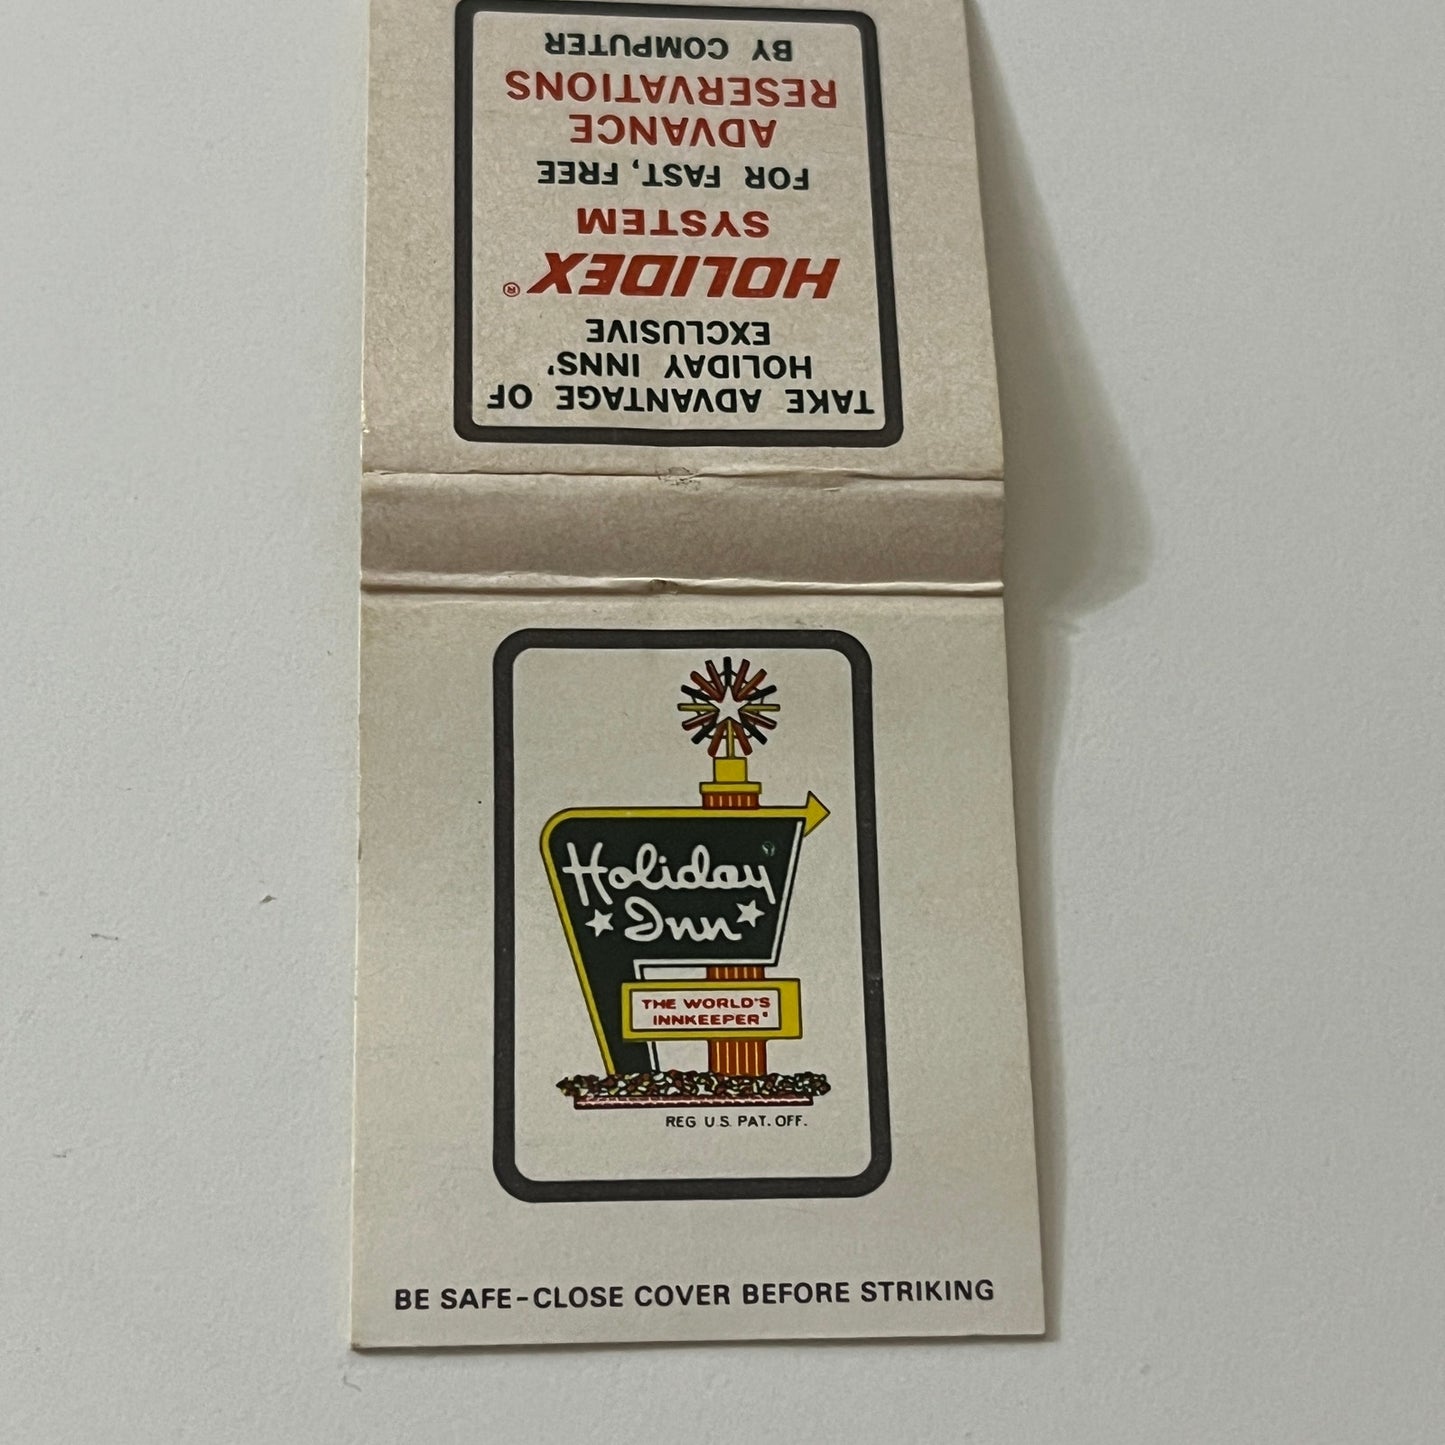 TAKE ADVANTAGE OF
HOLIDAY INNS'
EXCLUSIVE
HOLIDEX®
SYSTEM
FOR FAST, FREE
ADVANCE
RESERVATIONS
BY COMPUTER
Holiday
Inn
THE WORLD'S
INNKEEPER
REG U.S. PAT. OFF.
BE SAFE-CLOSE COVER BEFORE STRIKING